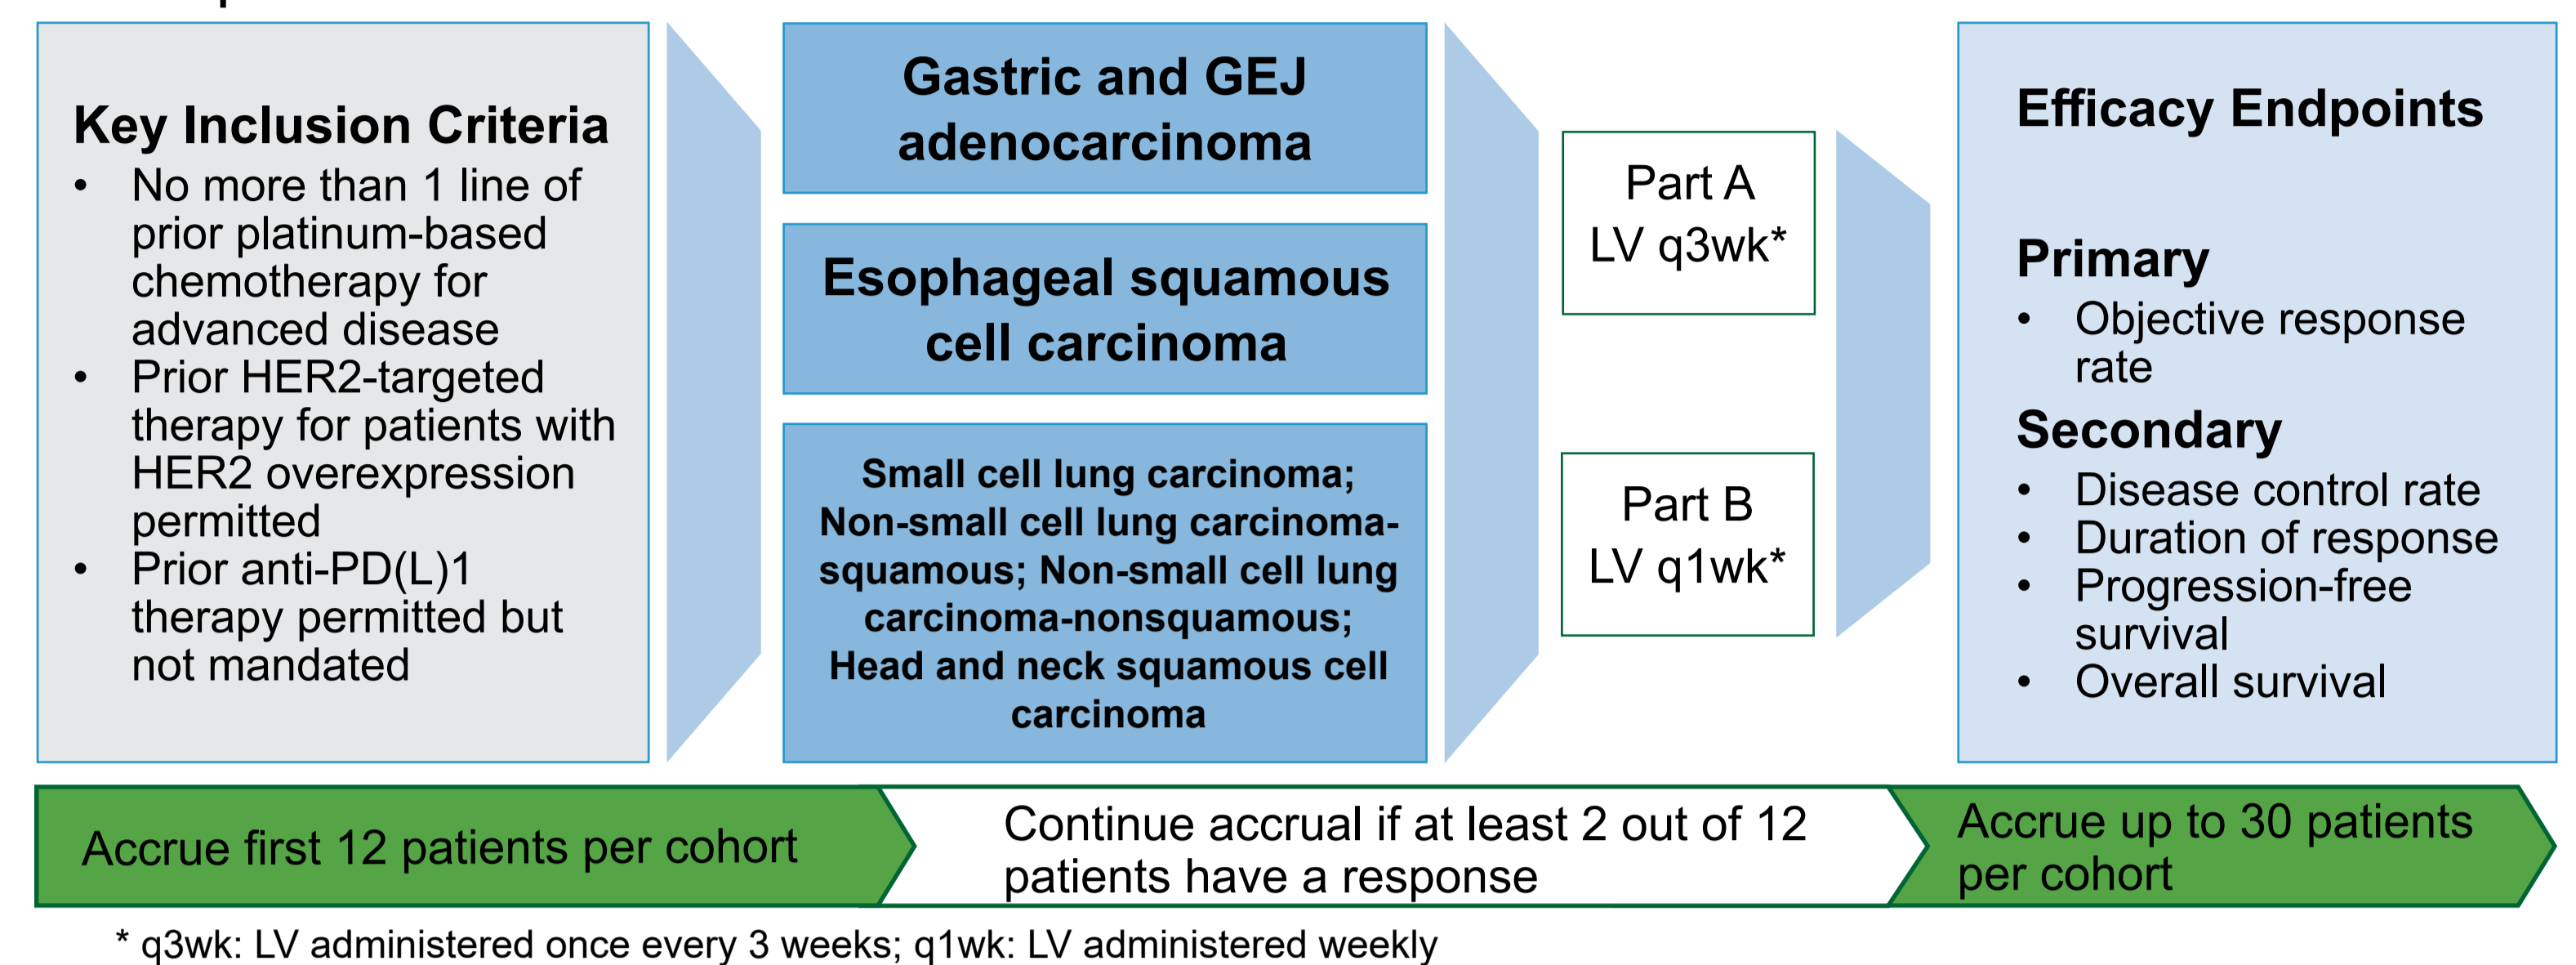 Key Inclusion Criteria
• No more than 1 line of
prior platinum-based
chemotherapy for
advanced disease
• Prior HER2-targeted
therapy for patients with
HER2 overexpression
permitted
• Prior anti-PD(L)1
therapy permitted but
not mandated
Gastric and GEJ
adenocarcinoma
Esophageal squamous
cell carcinoma
Small cell lung carcinoma;
Non-small cell lung carcinoma-
squamous; Non-small cell lung
carcinoma-nonsquamous;
Head and neck squamous cell
carcinoma
Part A
LV q3wk*
Part B
LV q1wk*
Efficacy Endpoints
Primary
• Objective response
rate
Secondary
• Disease control rate
• Duration of response
• Progression-free
survival
• Overall survival
Accrue first 12 patients per cohort
Continue accrual if at least 2 out of 12
patients have a response
Accrue up to 30 patients
per cohort
* q3wk: LV administered once every 3 weeks; q1wk: LV administered weekly